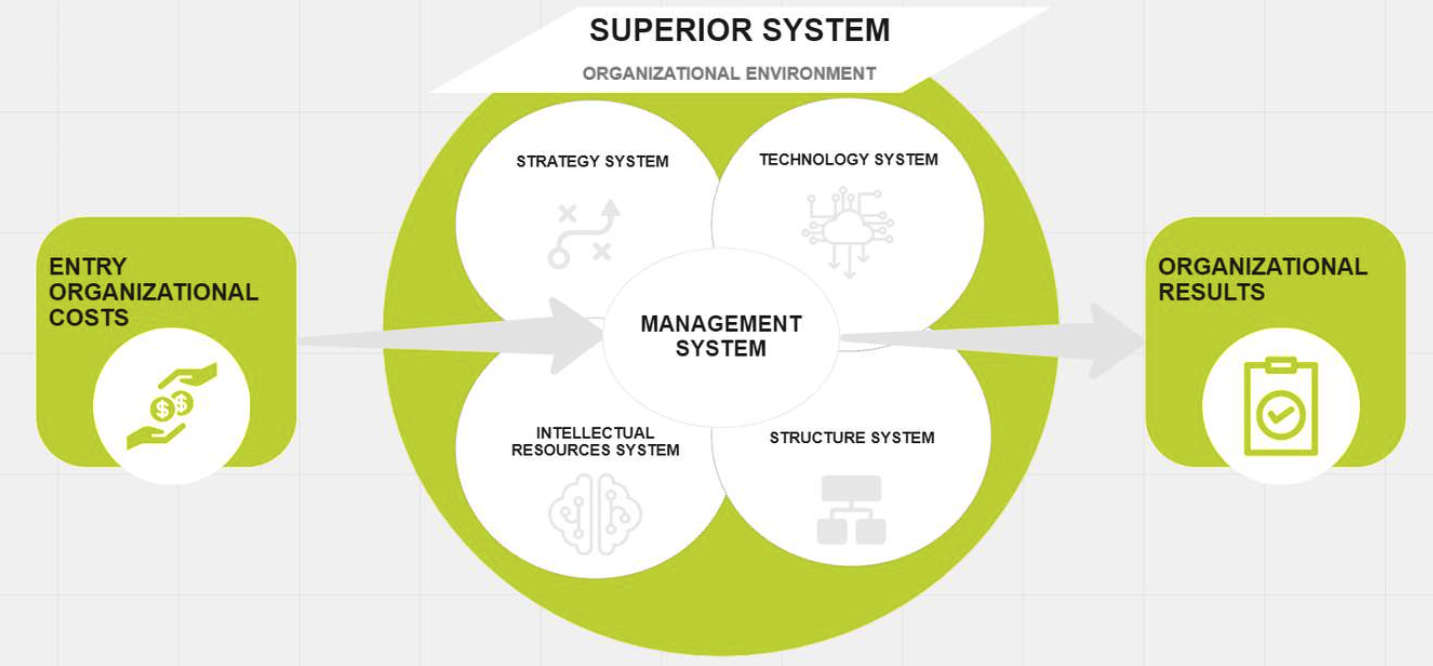 SUPERIOR SYSTEM
ORGANIZATIONAL ENVIRONMENT
STRATEGY SYSTEM
TECHNOLOGY SYSTEM
ENTRY
ORGANIZATIONAL
COSTS
$ $
MANAGEMENT
SYSTEM
ORGANIZATIONAL
RESULTS
INTELLECTUAL
RESOURCES SYSTEM
STRUCTURE SYSTEM